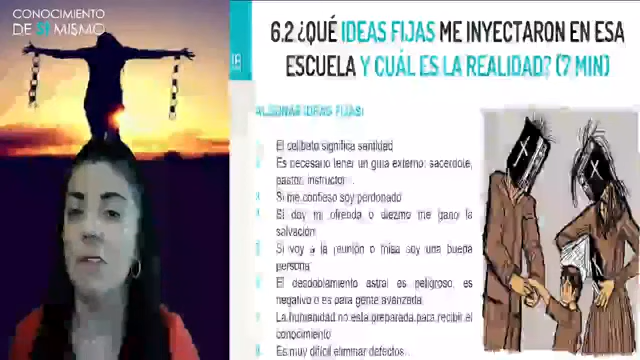 CONOCIMIENTO
DE SÍ MISMO
6.2 ¿QUÉ IDEAS FIJAS ME INYECTARON EN ESA
ESCUELA Y CUÁL ES LA REALIDAD? (7 MIN)
ALGUNAS IDEAS FIJAS:
El celibato significa santidad
Es necesario tener un guía externo: sacerdote,
pastor, instructor...
Si me confieso soy perdonado
Si doy mi ofrenda o diezmo me gano la
salvación
Si voy a la reunión o misa soy una buena
persona
El desdoblamiento astral es peligroso, es
negativo o es para gente avanzada
La humanidad no esta preparada para recibir el
conocimiento
Es muy difícil eliminar defectos...